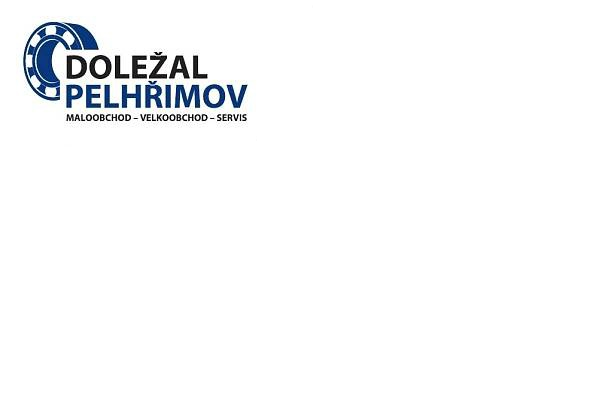 DOLEŽAL
PELHŘIMOV
MALOOBCHOD – VELKOOBCHOD – SERVIS